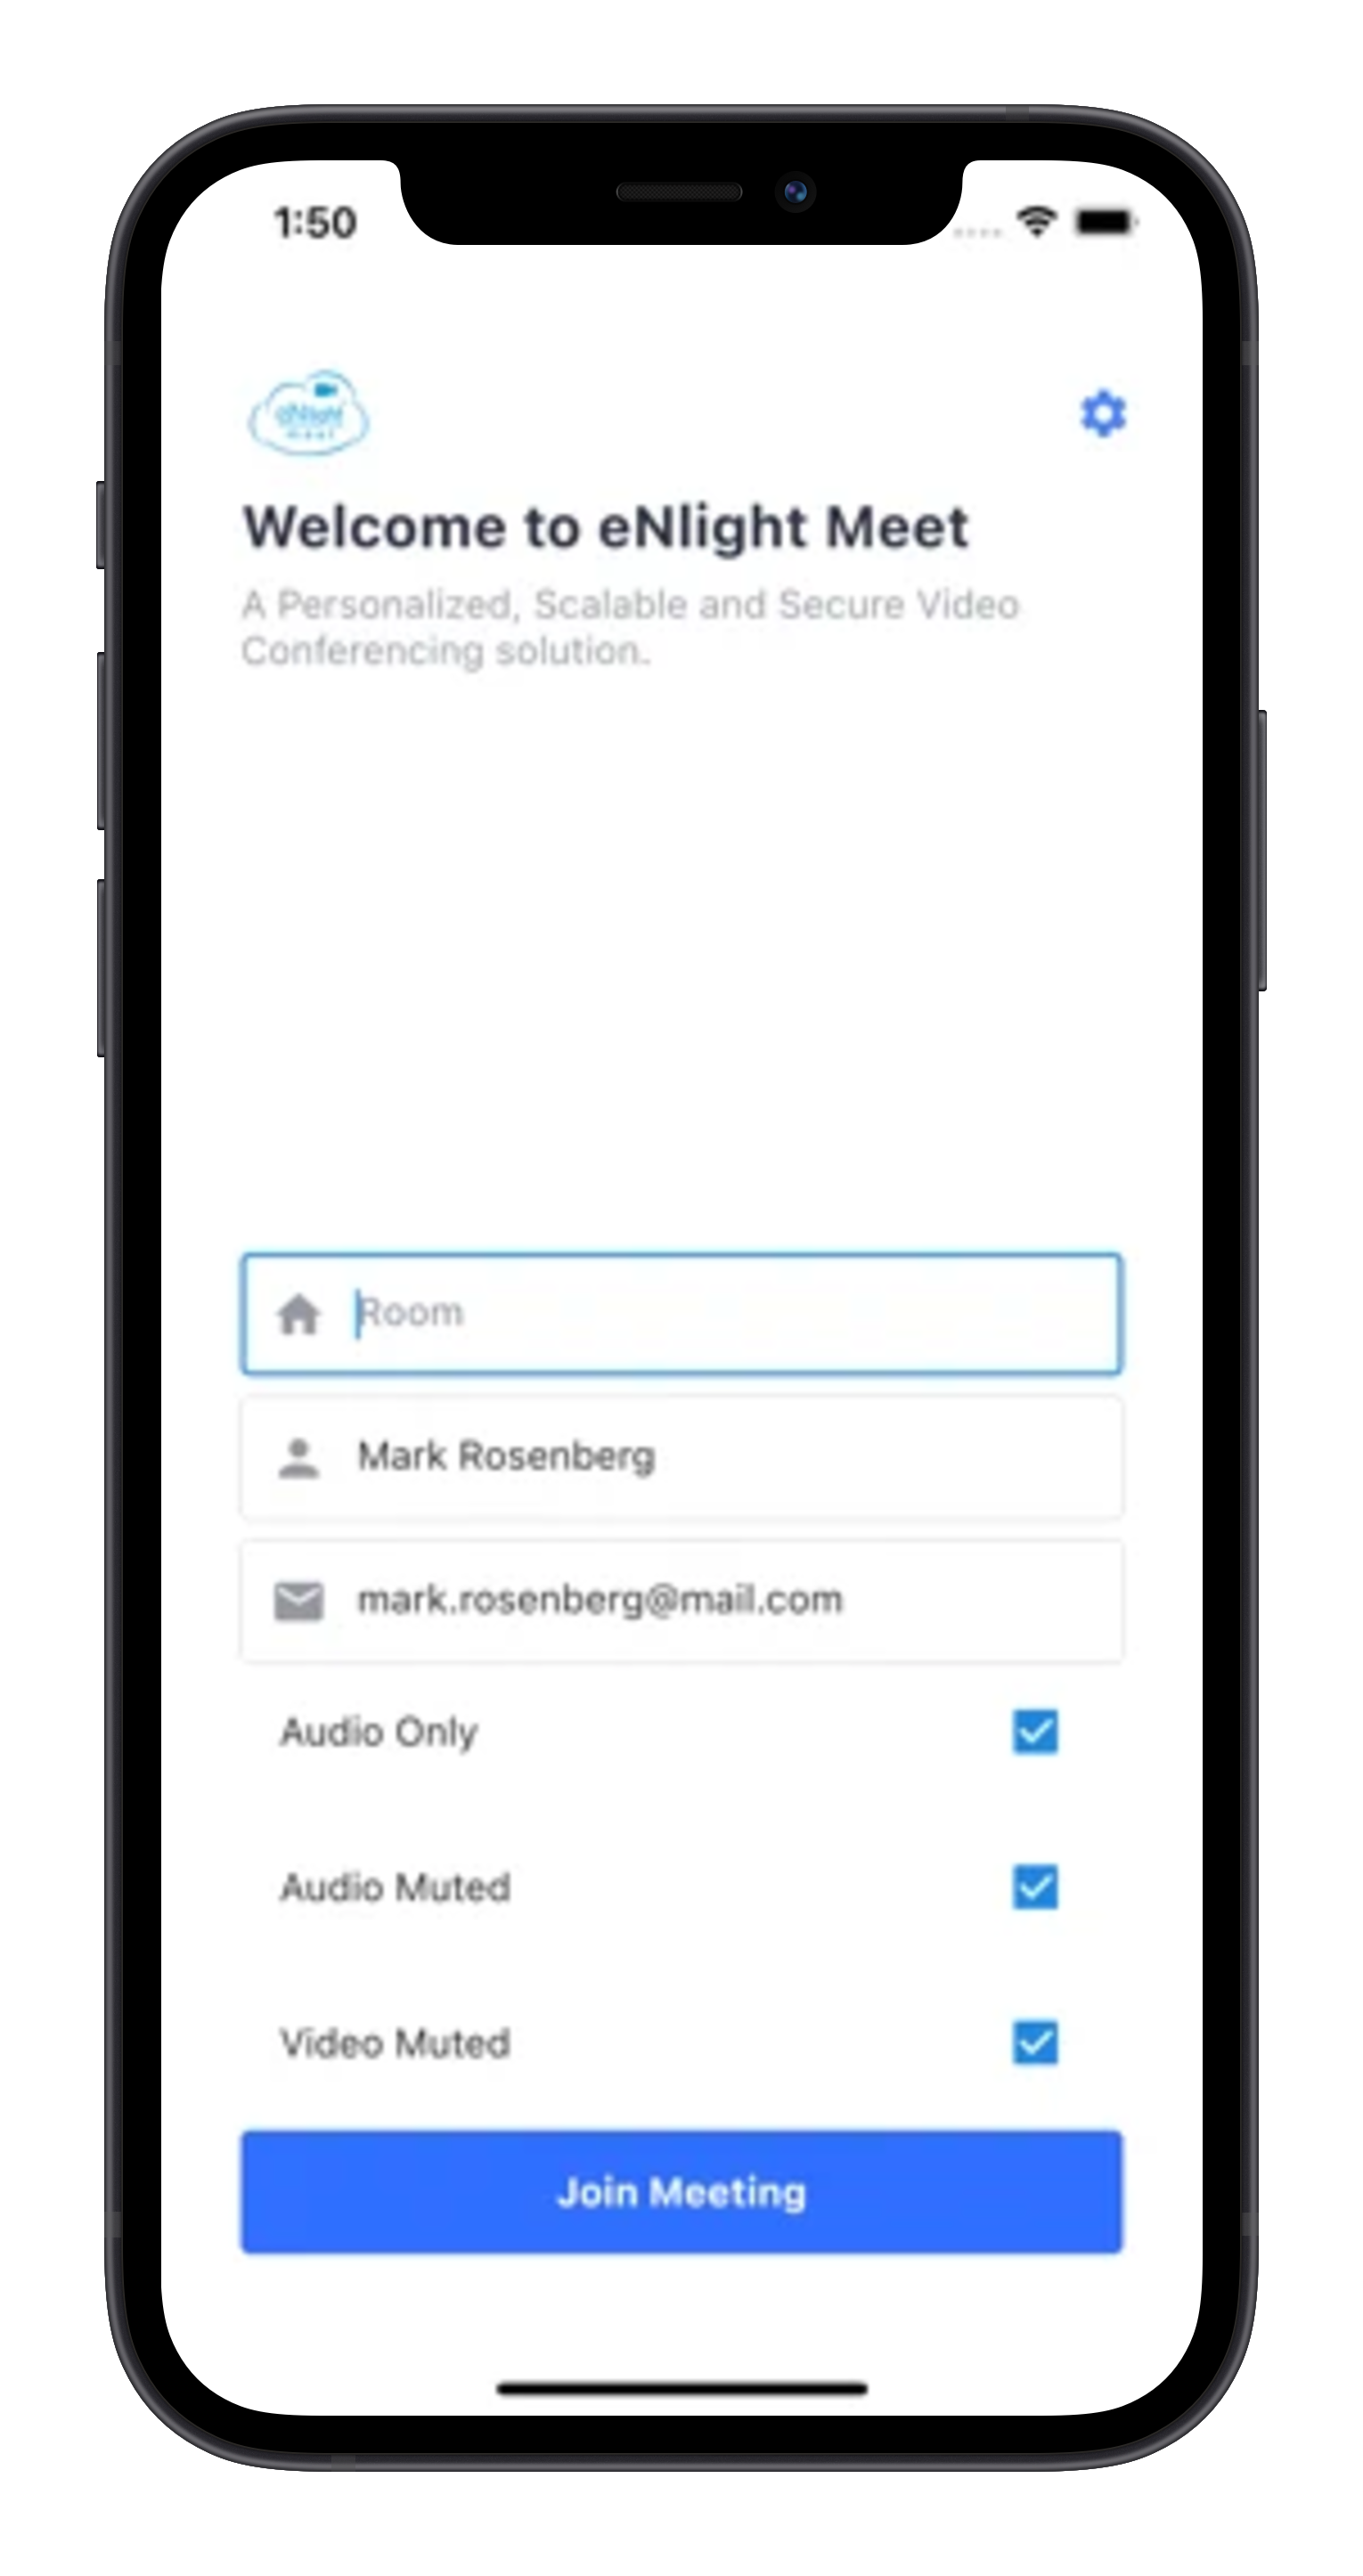 1:50
eNlight
meet
Welcome to eNlight Meet
A Personalized, Scalable and Secure Video
Conferencing solution.
Room
Mark Rosenberg
mark.rosenberg@mail.com
Audio Only
Audio Muted
Video Muted
Join Meeting